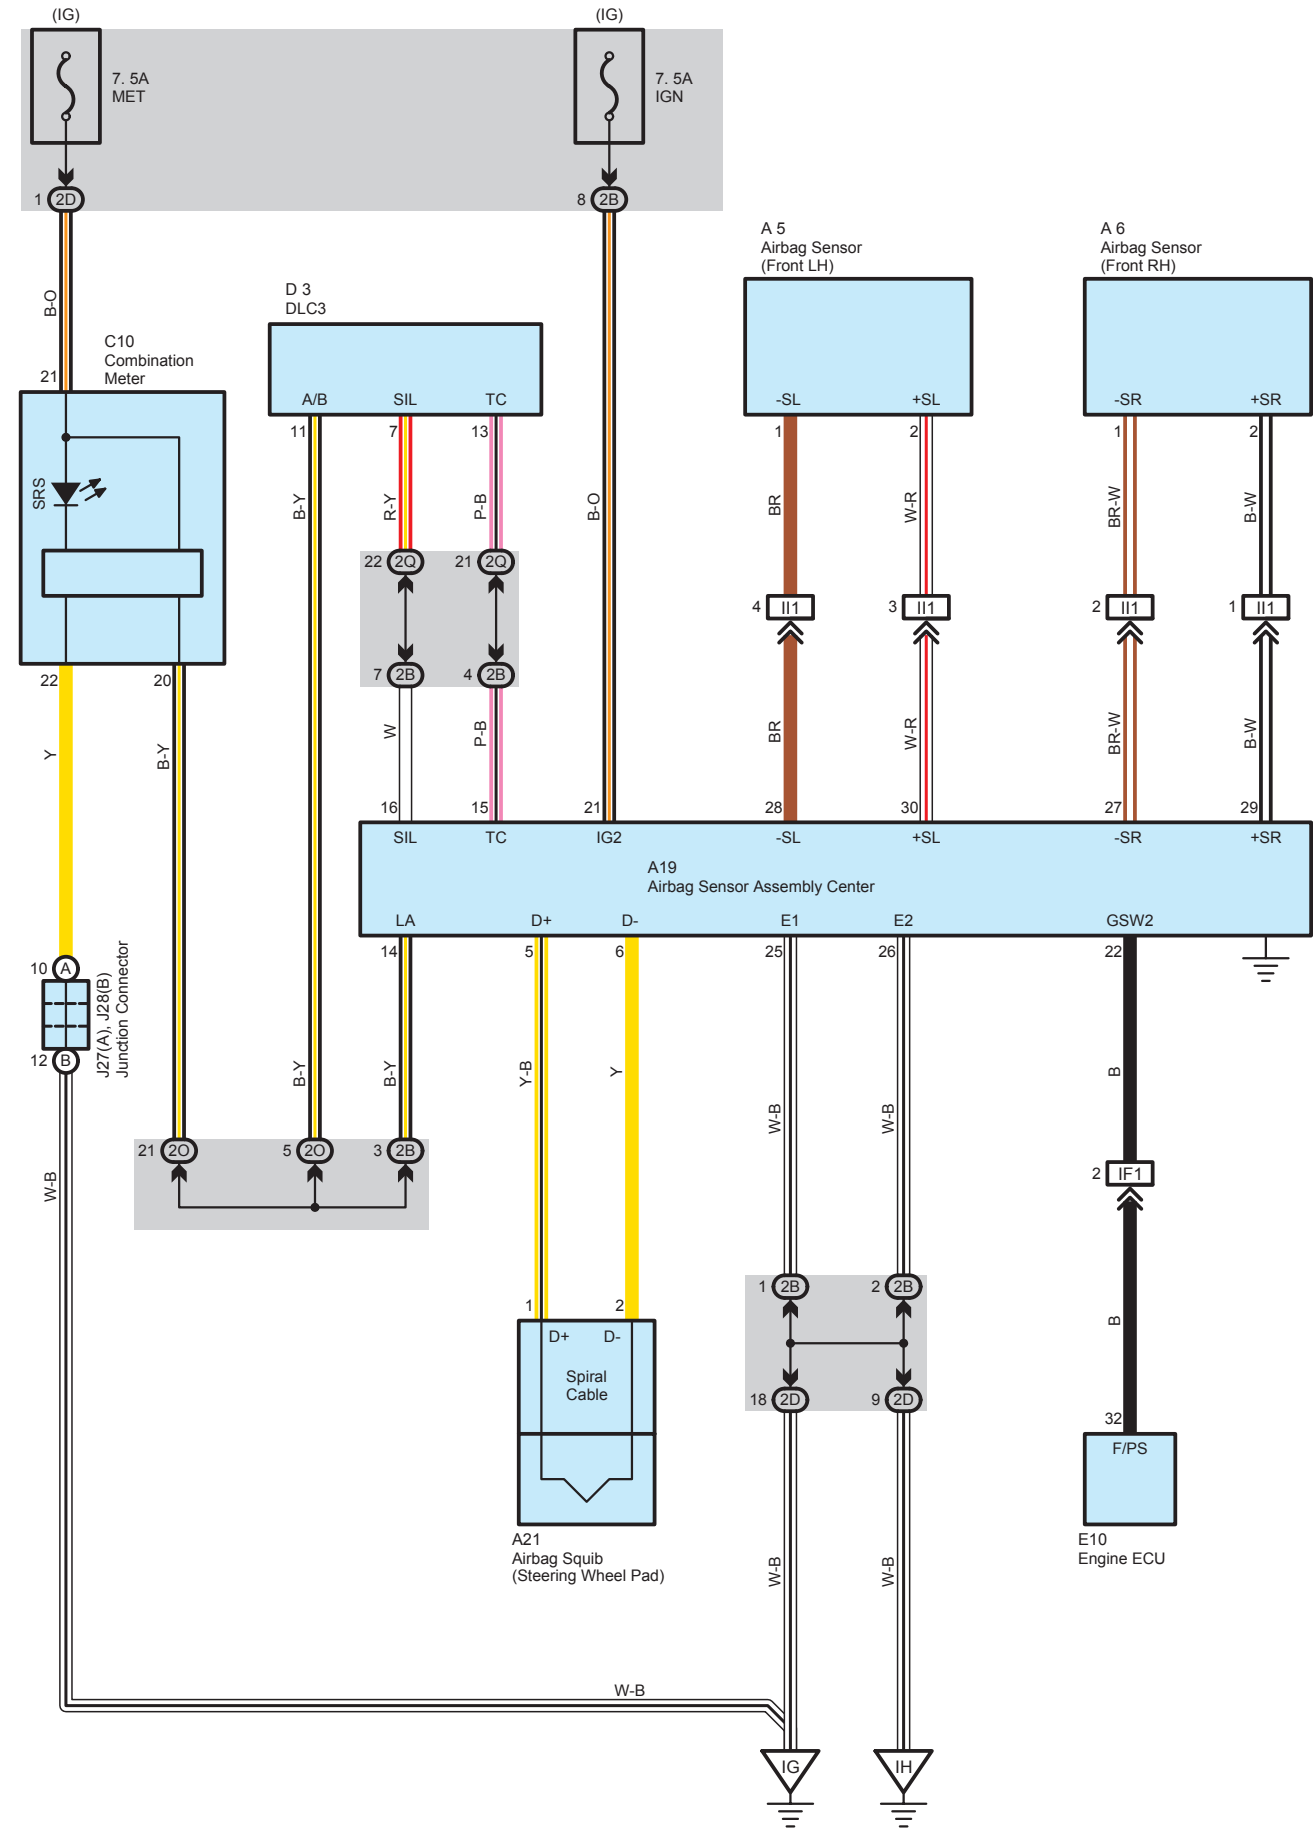 (IG)
(IG)
7. 5A
MET
7. 5A
IGN
1 2D
8 2B
A 5
Airbag Sensor
(Front LH)
A 6
Airbag Sensor
(Front RH)
B-O
D 3
DLC3
C10
Combination
Meter
21
A/B SIL TC
-SL +SL
-SR +SR
11 7 13
1 2
1 2
SRS
B-Y
R-Y
P-B
B-O
BR
W-R
BR-W
B-W
22 2Q
21 2Q
4 II1
3 II1
2 II1
1 II1
7 2B
4 2B
22 20
Y
B-Y
W
P-B
BR
W-R
BR-W
B-W
16 15 21 28 30 27 29
SIL TC IG2 -SL +SL -SR +SR
A19
Airbag Sensor Assembly Center
LA D+ D- E1 E2 GSW2
14 5 6 25 26 22
10 A
J27(A), J28(B)
Junction Connector
12 B
B-Y
B-Y
Y-B
Y
W-B
W-B
B
21 2O
5 2O
3 2B
2 IF1
W-B
1 2B
2 2B
1 2
D+ D-
B
Spiral
Cable
18 2D
9 2D
32
F/PS
A21
Airbag Squib
(Steering Wheel Pad)
E10
Engine ECU
W-B
W-B
W-B
IG
IH